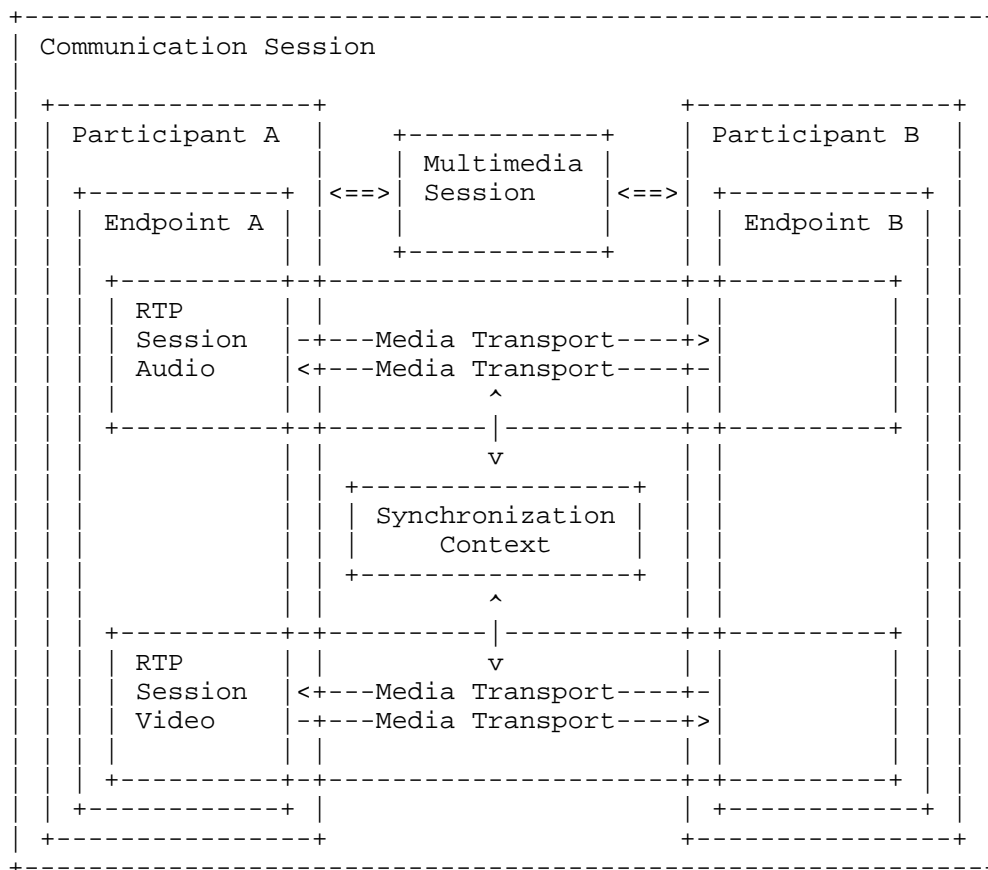 Communication Session
Participant A
Participant B
Multimedia
Session
<==>
<==>
Endpoint A
Endpoint B
RTP
Session
Audio
-+---Media Transport----+>
<+---Media Transport----+-
^
v
Synchronization
Context
^
v
RTP
Session
Video
<+---Media Transport----+-
-+---Media Transport----+>